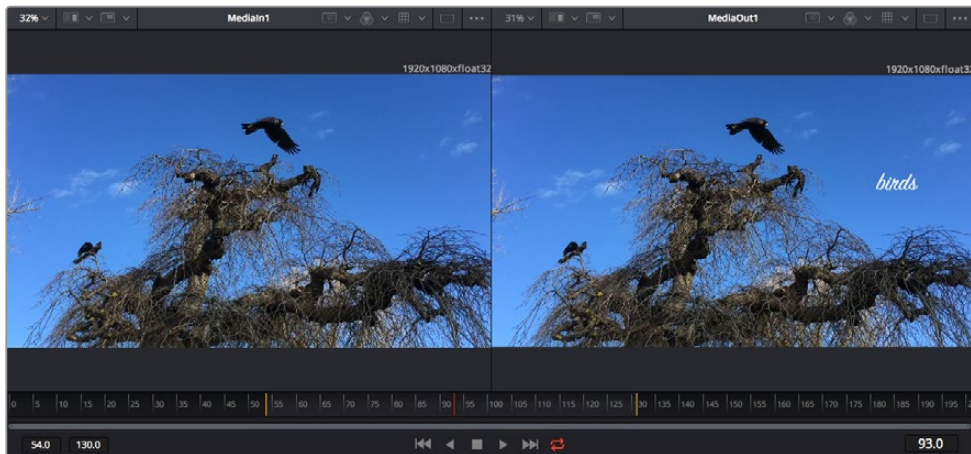 32% MediaIn1
31% MediaOut1
1920x1080xfloat32
1920x1080xfloat32
birds
0 5 10 15 20 25 30 35 40 45 50 55 60 65 70 75 80 85 90 95 100 105 110 115 120 125 130 135 140 145 150 155 160 165 170 175 180 185 190 195
54.0 130.0 93.0